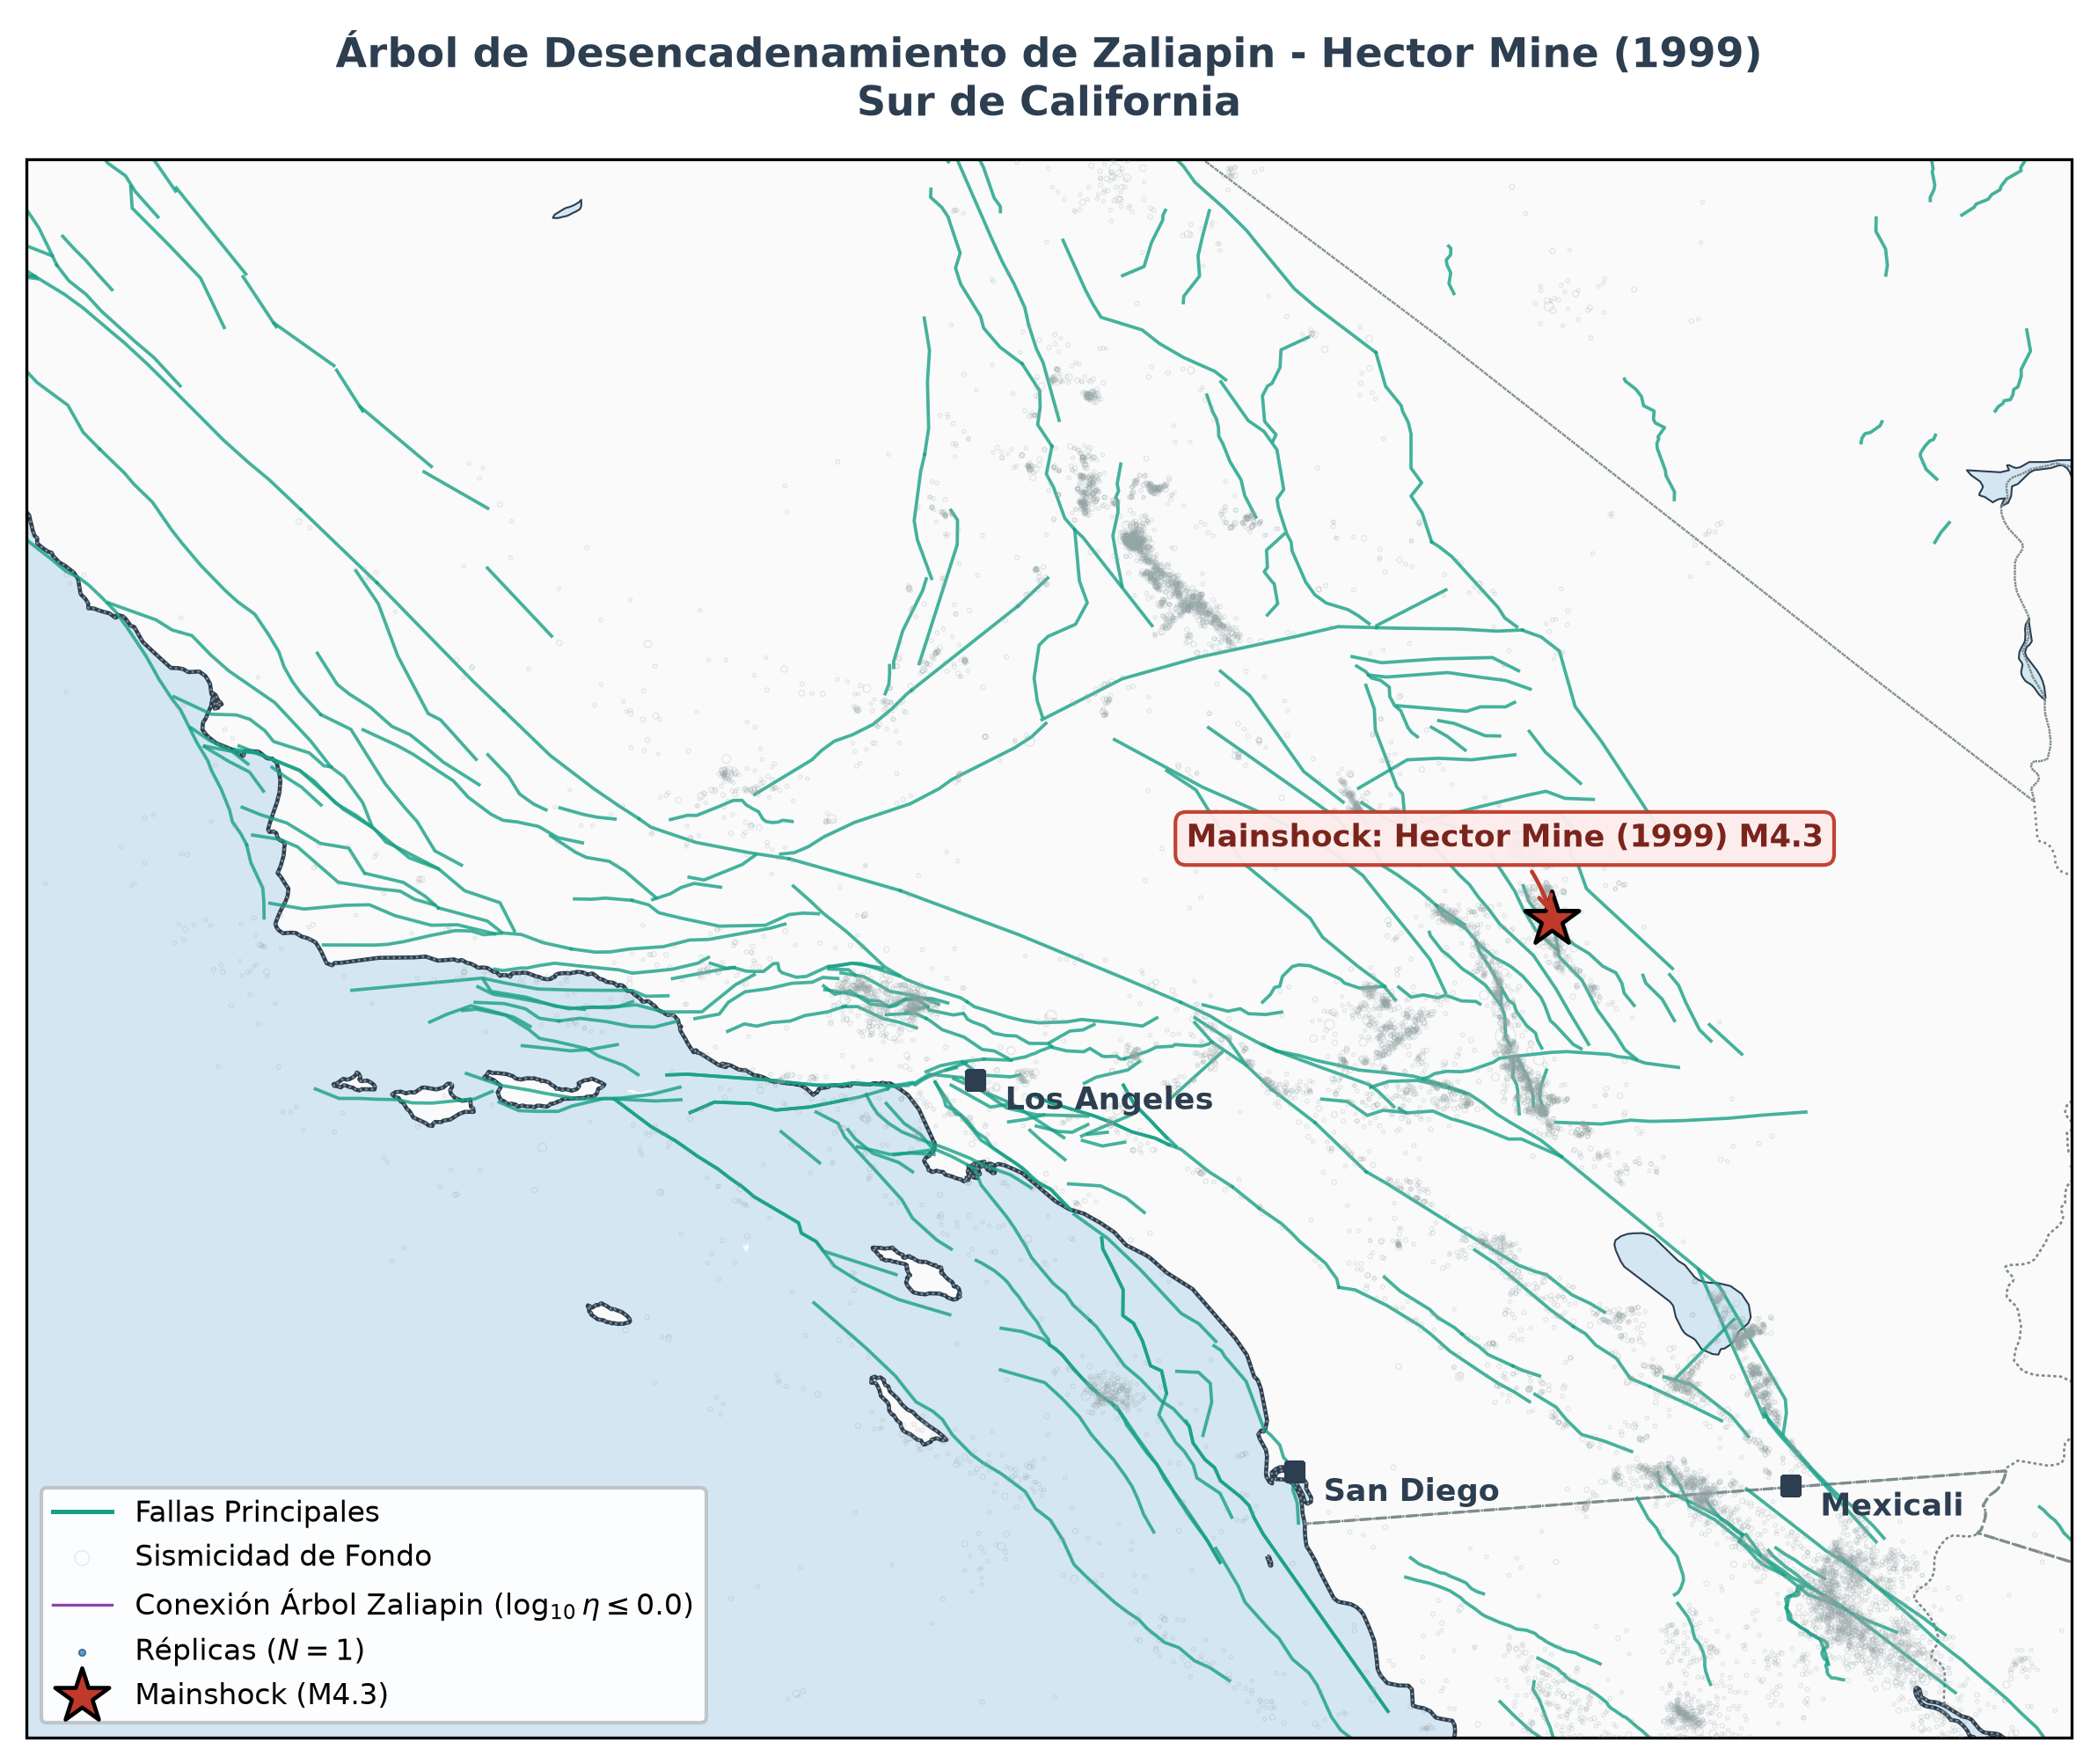 Árbol de Desencadenamiento de Zaliapin - Hector Mine (1999)
Sur de California
Mainshock: Hector Mine (1999) M4.3
Los Angeles
San Diego
Mexicali
Fallas Principales
Sismicidad de Fondo
Conexión Árbol Zaliapin (log₁₀ η ≤ 0.0)
Réplicas (N = 1)
Mainshock (M4.3)